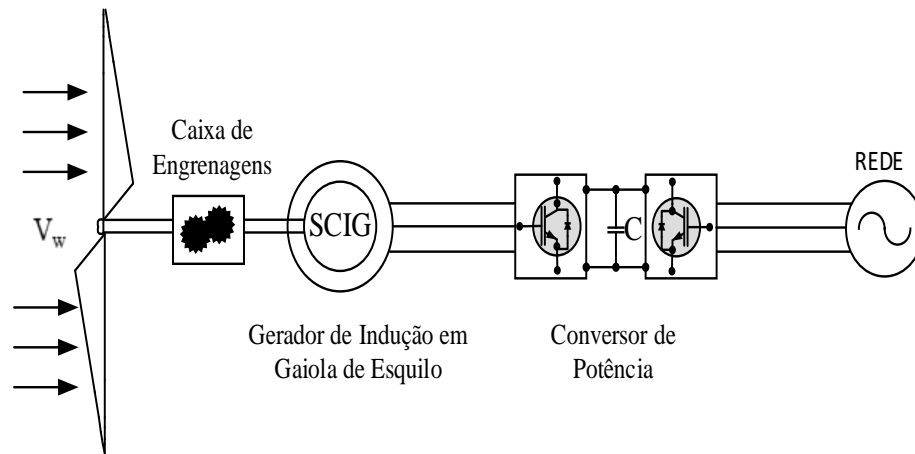 Caixa de
Engrenagens
REDE
V_w
SCIG
C
Gerador de Indução em
Gaiola de Esquilo
Conversor de
Potência